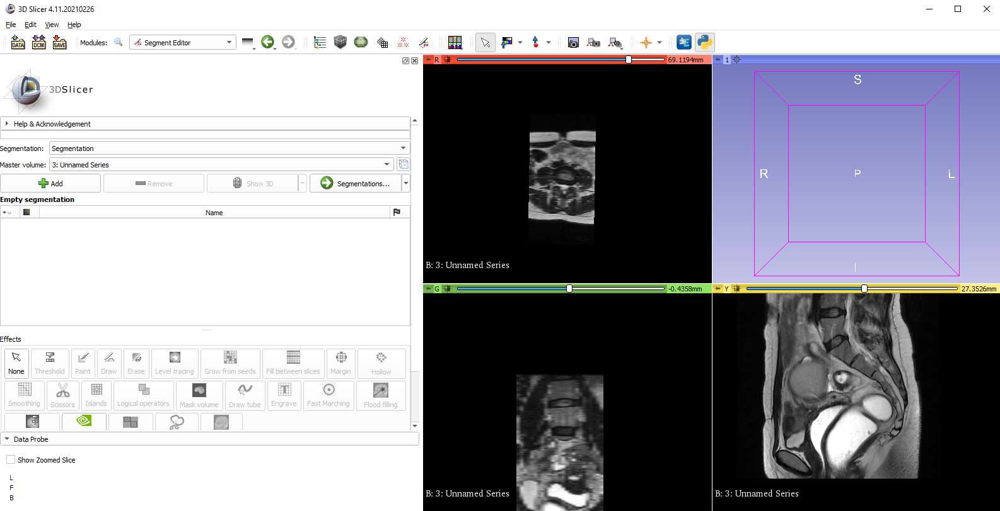 3D Slicer 4.11.20210226
File Edit View Help
DATA DCM SAVE Modules: Segment Editor
R 69.1194mm
1
3DSlicer
Help & Acknowledgement
Segmentation: Segmentation
Master volume: 3: Unnamed Series
Add Remove Show 3D Segmentations...
Empty segmentation
Name
Effects
None Threshold Paint Draw Erase Level tracing Grow from seeds Fill between slices Margin Hollow
Smoothing Scissors Islands Logical operators Mask volume Draw tube Engrave Fast Marching Flood filling
Data Probe
Show Zoomed Slice
L
F
B
B: 3: Unnamed Series
S
R P L
I
G -0.4358mm
B: 3: Unnamed Series
Y 27.3526mm
B: 3: Unnamed Series